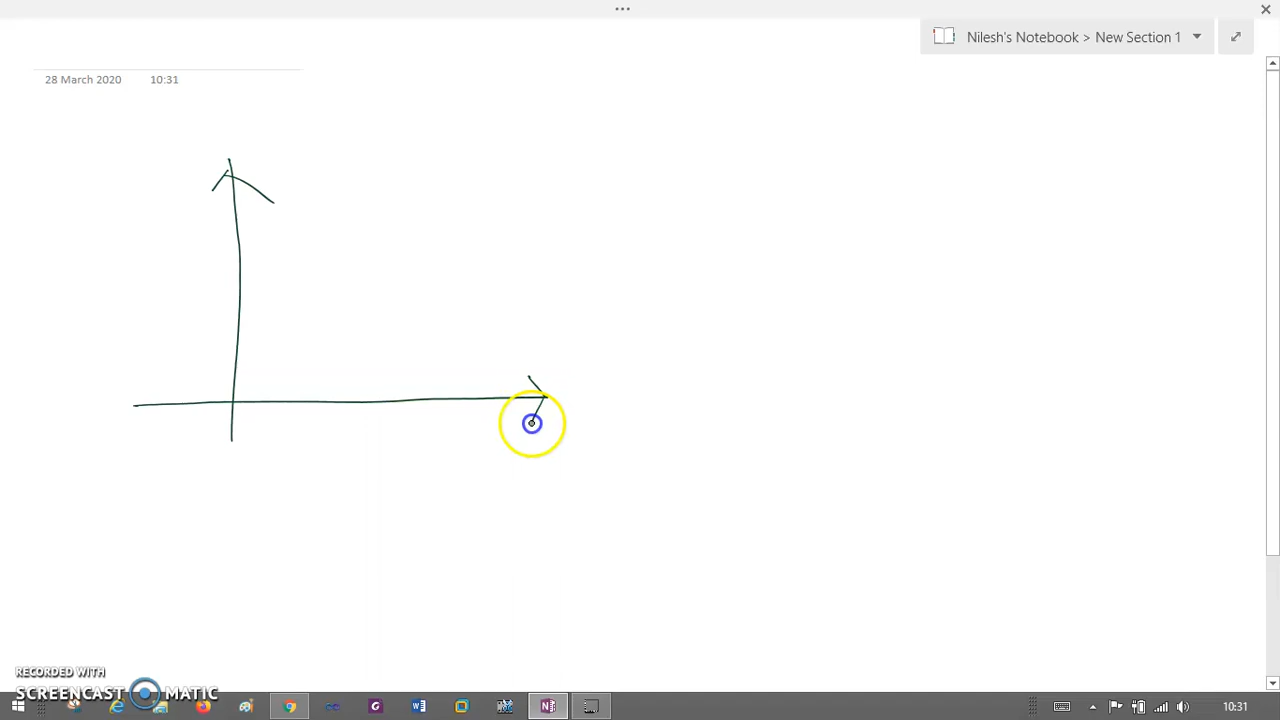 Nilesh's Notebook > New Section 1
28 March 2020 10:31
RECORDED WITH
SCREENCAST MATIC
10:31